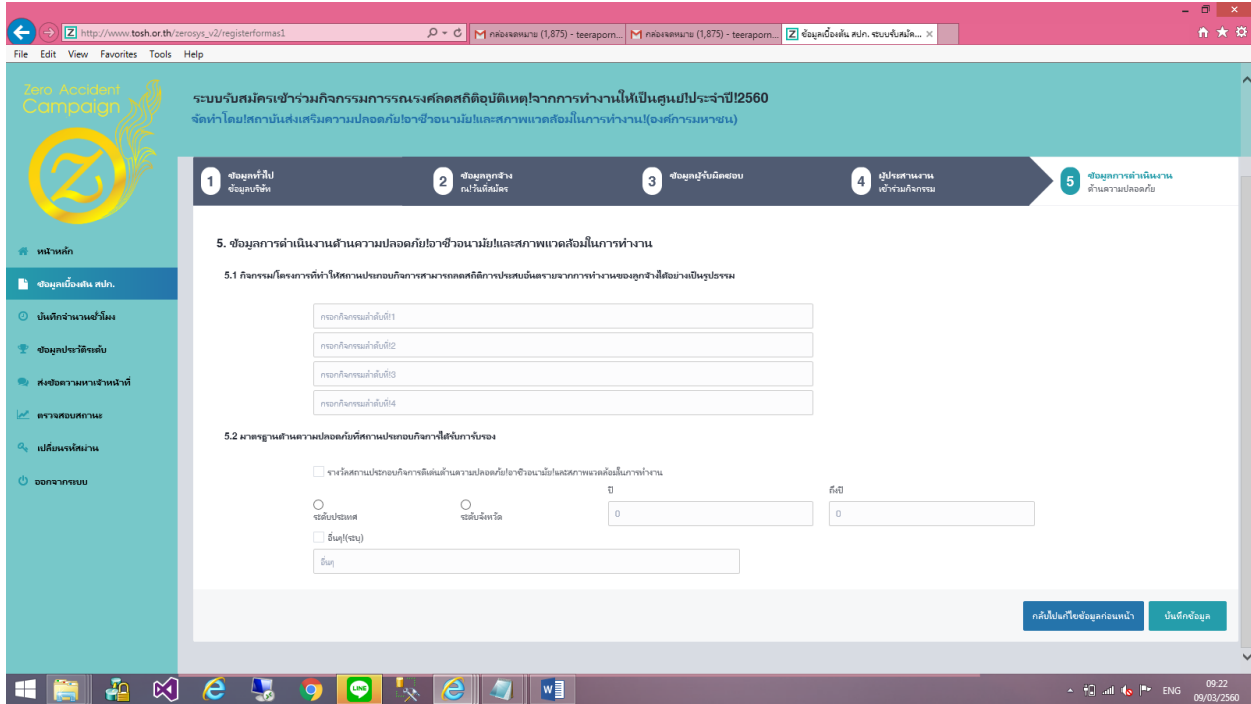 http://www.tosh.or.th/zerosys_v2/registerformas1
กล่องจดหมาย (1,875) - teeraporn...
กล่องจดหมาย (1,875) - teeraporn...
ข้อมูลเบื้องต้น สปก. ระบบรับสมัค...
File Edit View Favorites Tools Help
Zero Accident
Campaign
ระบบรับสมัครเข้าร่วมกิจกรรมการรณรงค์ลดสถิติอุบัติเหตุ!จากการทำงานให้เป็นศูนย์!ประจำปี!2560
จัดทำโดย!สถาบันส่งเสริมความปลอดภัย!อาชีวอนามัย!และสภาพแวดล้อมในการทำงาน!(องค์การมหาชน)
1 ข้อมูลทั่วไป
ข้อมูลบริษัท
2 ข้อมูลลูกจ้าง
ณ!วันที่สมัคร
3 ข้อมูลผู้รับผิดชอบ
4 ผู้ประสานงาน
เข้าร่วมกิจกรรม
5 ข้อมูลการดำเนินงาน
ด้านความปลอดภัย
หน้าหลัก
ข้อมูลเบื้องต้น สปก.
บันทึกจำนวนชั่วโมง
ข้อมูลประวัติระดับ
ส่งข้อความหาเจ้าหน้าที่
ตรวจสอบสถานะ
เปลี่ยนรหัสผ่าน
ออกจากระบบ
5. ข้อมูลการดำเนินงานด้านความปลอดภัย!อาชีวอนามัย!และสภาพแวดล้อมในการทำงาน
5.1 กิจกรรม/โครงการที่ทำให้สถานประกอบกิจการสามารถลดสถิติการประสบอันตรายจากการทำงานของลูกจ้างได้อย่างเป็นรูปธรรม
กรอกกิจกรรมลำดับที่!1
กรอกกิจกรรมลำดับที่!2
กรอกกิจกรรมลำดับที่!3
กรอกกิจกรรมลำดับที่!4
5.2 มาตรฐานด้านความปลอดภัยที่สถานประกอบกิจการได้รับการับรอง
รางวัลสถานประกอบกิจการดีเด่นด้านความปลอดภัย!อาชีวอนามัย!และสภาพแวดล้อมในการทำงาน
ปี ถึงปี
ระดับประเทศ ระดับจังหวัด 0 0
อื่นๆ!(ระบุ)
อื่นๆ
กลับไปแก้ไขข้อมูลก่อนหน้า บันทึกข้อมูล
LINE
ENG
09:22
09/03/2560